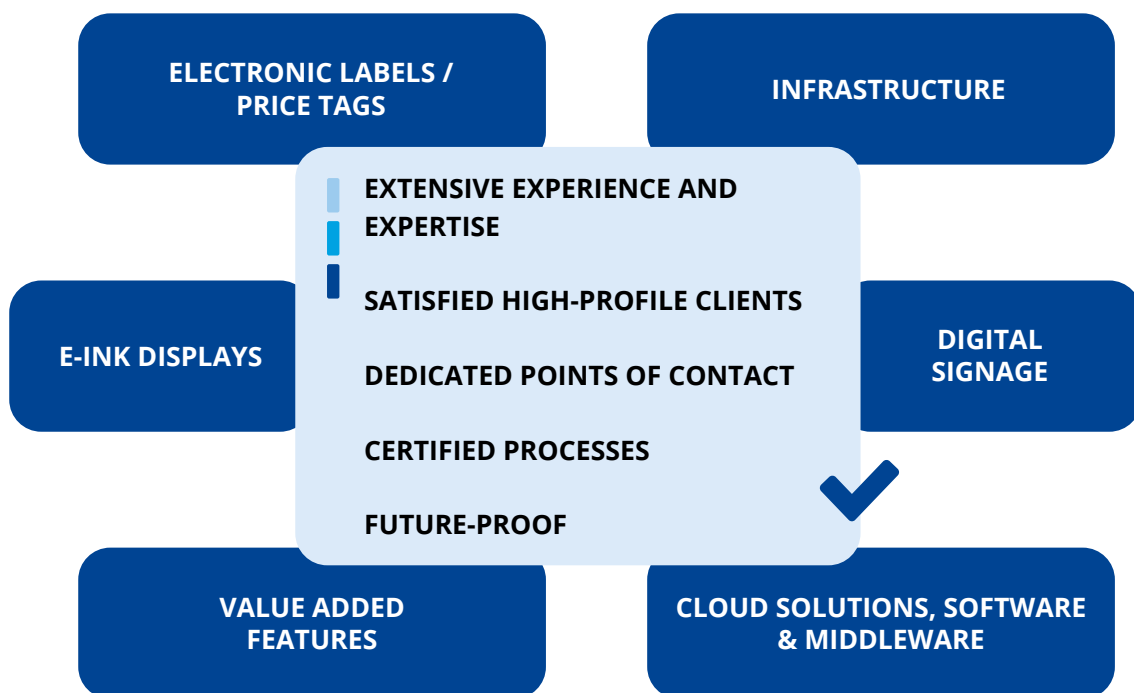 ELECTRONIC LABELS /
PRICE TAGS
INFRASTRUCTURE
EXTENSIVE EXPERIENCE AND
EXPERTISE
SATISFIED HIGH-PROFILE CLIENTS
DEDICATED POINTS OF CONTACT
CERTIFIED PROCESSES
FUTURE-PROOF
E-INK DISPLAYS
DIGITAL
SIGNAGE
VALUE ADDED
FEATURES
CLOUD SOLUTIONS, SOFTWARE
& MIDDLEWARE